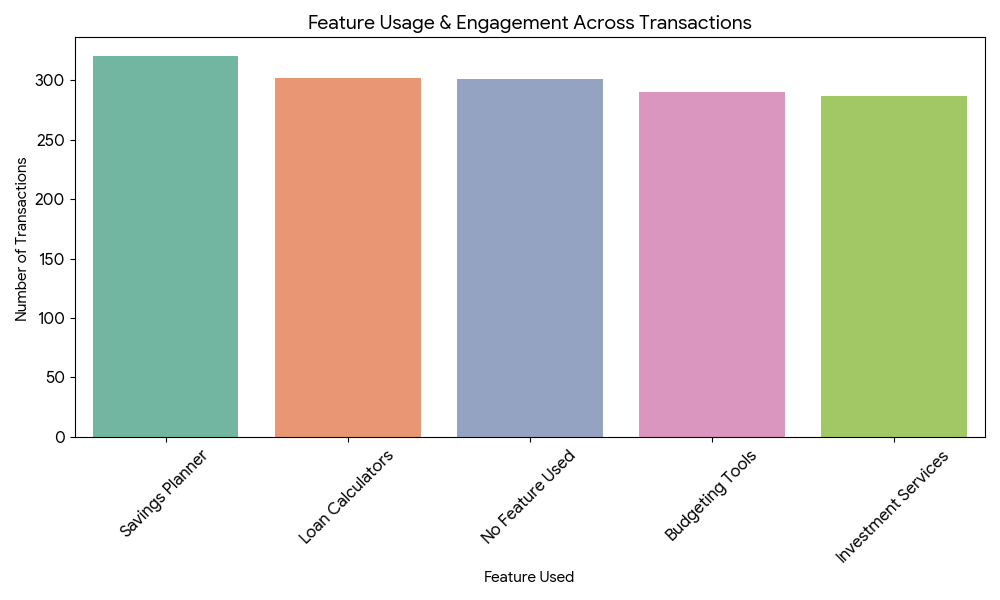 Feature Usage & Engagement Across Transactions
Number of Transactions
300
250
200
150
100
50
0
Savings Planner
Loan Calculators
No Feature Used
Budgeting Tools
Investment Services
Feature Used